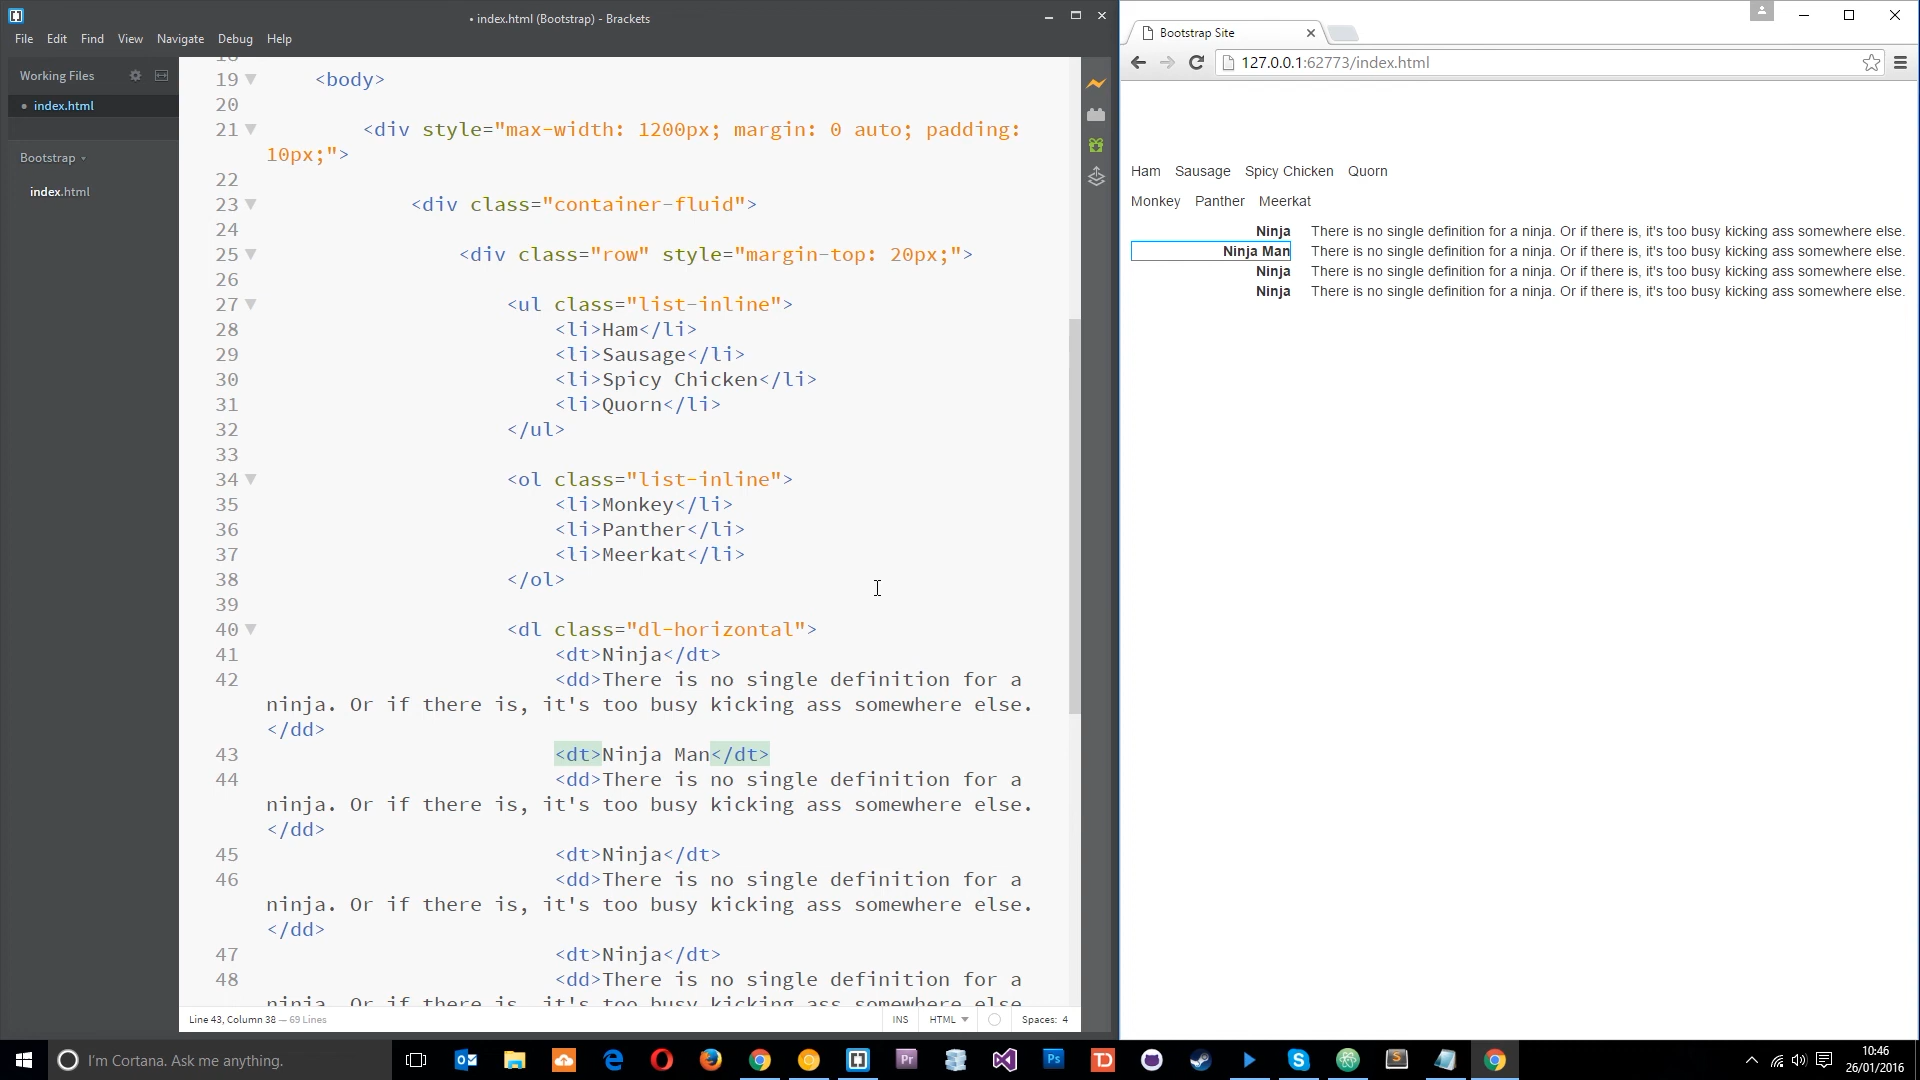 • index.html (Bootstrap) - Brackets
File Edit Find View Navigate Debug Help
Working Files
• index.html
Bootstrap
index.html
19 <body>
20
21 <div style="max-width: 1200px; margin: 0 auto; padding:
10px;">
22
23 <div class="container-fluid">
24
25 <div class="row" style="margin-top: 20px;">
26
27 <ul class="list-inline">
28 <li>Ham</li>
29 <li>Sausage</li>
30 <li>Spicy Chicken</li>
31 <li>Quorn</li>
32 </ul>
33
34 <ol class="list-inline">
35 <li>Monkey</li>
36 <li>Panther</li>
37 <li>Meerkat</li>
38 </ol>
39
40 <dl class="dl-horizontal">
41 <dt>Ninja</dt>
42 <dd>There is no single definition for a
ninja. Or if there is, it's too busy kicking ass somewhere else.
</dd>
43 <dt>Ninja Man</dt>
44 <dd>There is no single definition for a
ninja. Or if there is, it's too busy kicking ass somewhere else.
</dd>
45 <dt>Ninja</dt>
46 <dd>There is no single definition for a
ninja. Or if there is, it's too busy kicking ass somewhere else.
</dd>
47 <dt>Ninja</dt>
48 <dd>There is no single definition for a
ninja. Or if there is, it's too busy kicking ass somewhere else.
Line 43, Column 38 — 69 Lines
INS HTML Spaces: 4
Bootstrap Site
127.0.0.1:62773/index.html
Ham Sausage Spicy Chicken Quorn
Monkey Panther Meerkat
Ninja There is no single definition for a ninja. Or if there is, it's too busy kicking ass somewhere else.
Ninja Man There is no single definition for a ninja. Or if there is, it's too busy kicking ass somewhere else.
Ninja There is no single definition for a ninja. Or if there is, it's too busy kicking ass somewhere else.
Ninja There is no single definition for a ninja. Or if there is, it's too busy kicking ass somewhere else.
I'm Cortana. Ask me anything.
Pr
Ps
10:46
26/01/2016